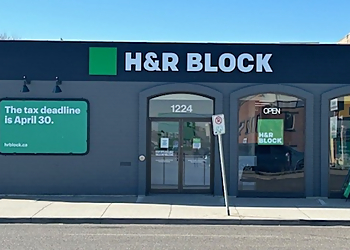 H&R BLOCK
1224
The tax deadline
is April 30.
hrblock.ca
OPEN
H&R
BLOCK